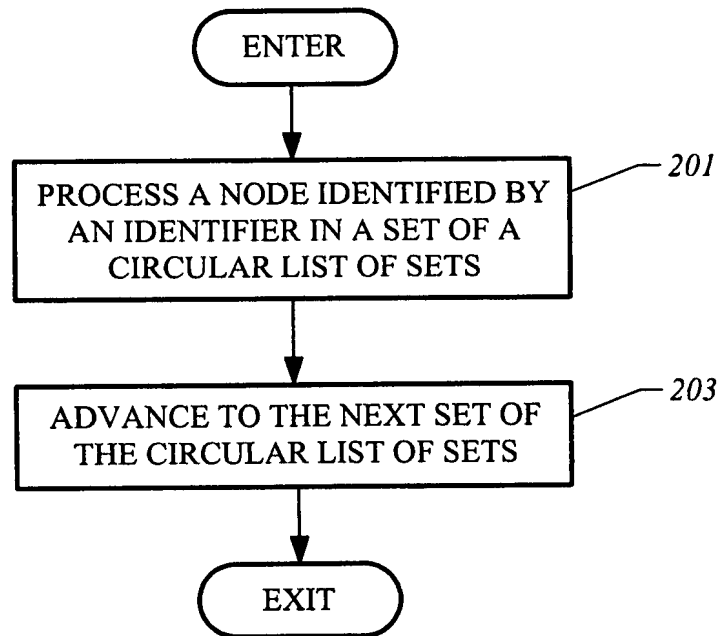 ENTER
PROCESS A NODE IDENTIFIED BY
AN IDENTIFIER IN A SET OF A
CIRCULAR LIST OF SETS
201
ADVANCE TO THE NEXT SET OF
THE CIRCULAR LIST OF SETS
203
EXIT